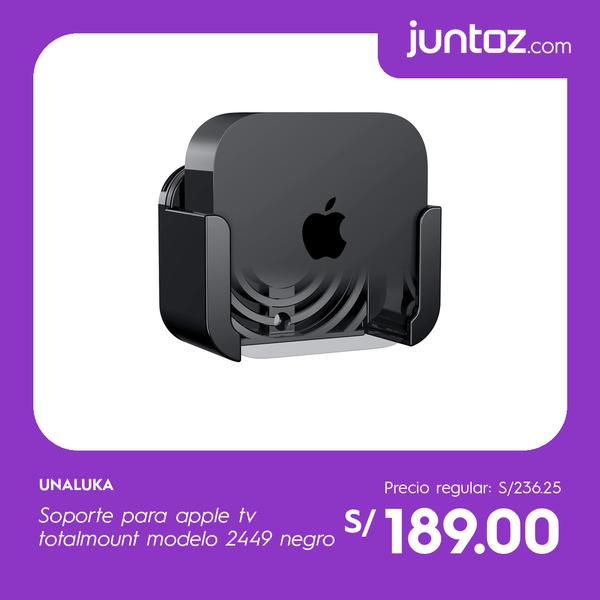 juntoz.com
UNALUKA
Soporte para apple tv
totalmount modelo 2449 negro
Precio regular: S/236.25
S/189.00